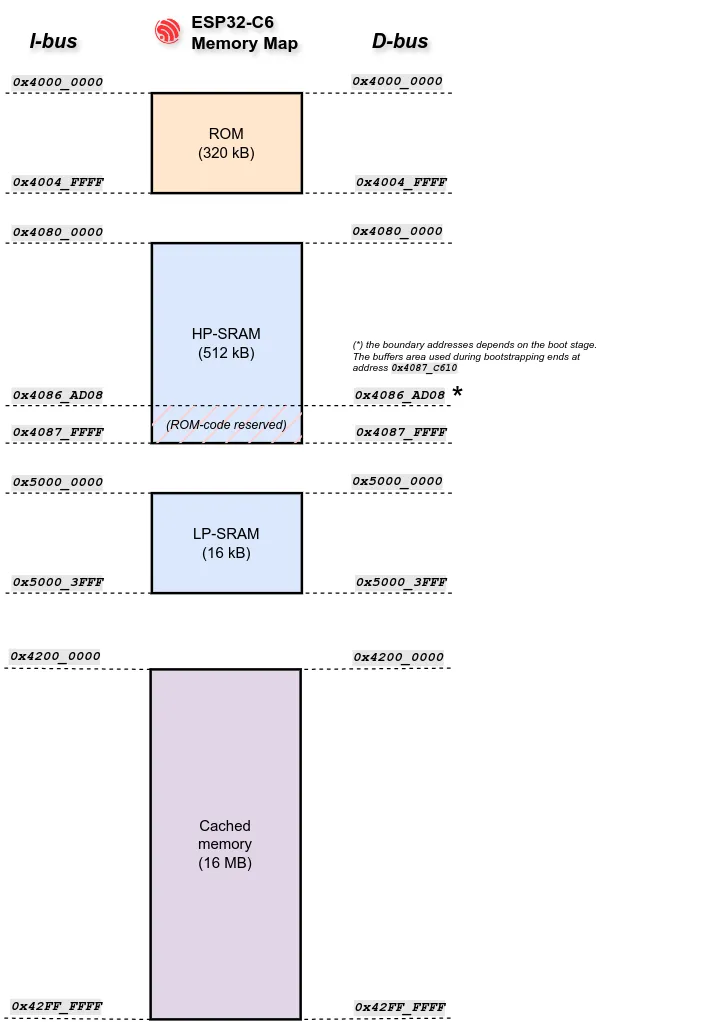 I-bus
ESP32-C6
Memory Map
D-bus
0x4000_0000
0x4000_0000
ROM
(320 kB)
0x4004_FFFF
0x4004_FFFF
0x4080_0000
0x4080_0000
HP-SRAM
(512 kB)
(*) the boundary addresses depends on the boot stage.
The buffers area used during bootstrapping ends at
address 0x4087_C610
0x4086_AD08
0x4086_AD08 *
(ROM-code reserved)
0x4087_FFFF
0x4087_FFFF
0x5000_0000
0x5000_0000
LP-SRAM
(16 kB)
0x5000_3FFF
0x5000_3FFF
0x4200_0000
0x4200_0000
Cached
memory
(16 MB)
0x42FF_FFFF
0x42FF_FFFF